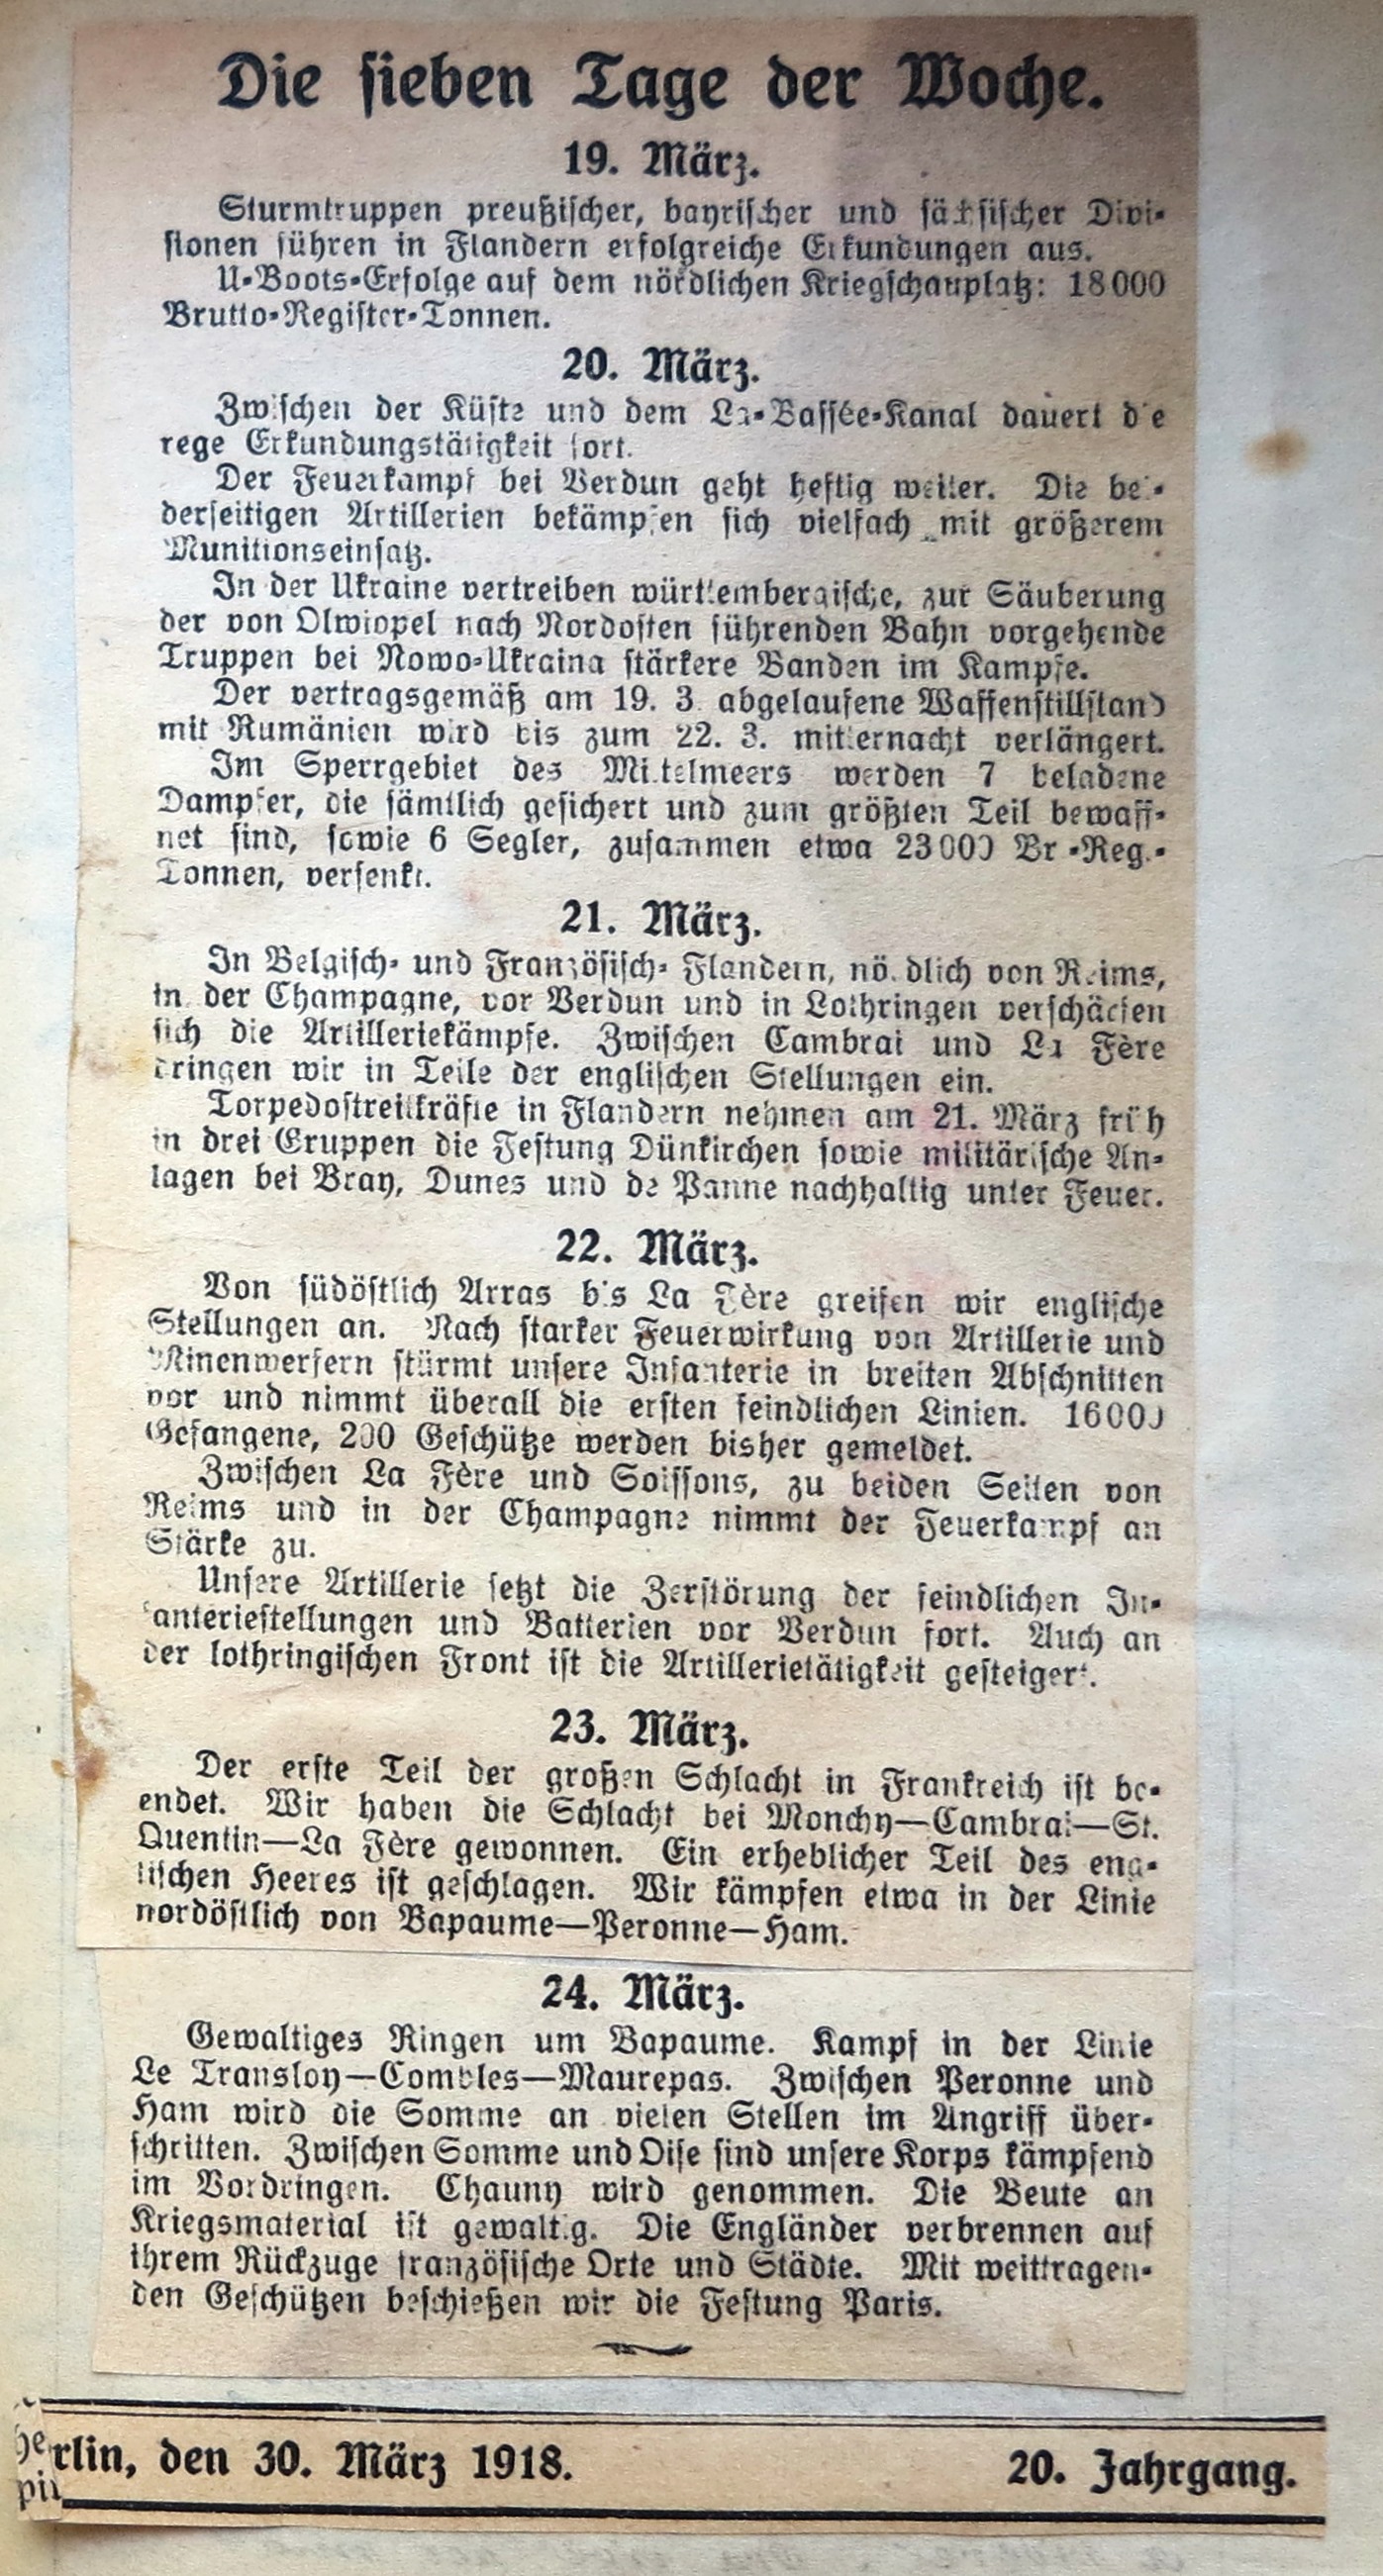 Die sieben Tage der Woche.
19. März.
Sturmtruppen preußischer, bayrischer und sächsischer Divi-
sionen führen in Flandern erfolgreiche Erkundungen aus.
U-Boots-Erfolge auf dem nördlichen Kriegschauplatz: 18 000
Brutto-Register-Tonnen.
20. März.
Zwischen der Küste und dem La-Bassée-Kanal dauert die
rege Erkundungstätigkeit fort.
Der Feuerkampf bei Verdun geht heftig weiter. Die bei-
derseitigen Artillerien bekämpfen sich vielfach mit größerem
Munitionseinsatz.
In der Ukraine vertreiben württembergische, zur Säuberung
der von Olwiopel nach Nordosten führenden Bahn vorgehende
Truppen bei Nowo-Ukraina stärkere Banden im Kampfe.
Der vertragsgemäß am 19. 3. abgelaufene Waffenstillstand
mit Rumänien wird bis zum 22. 3. mitternacht verlängert.
Im Sperrgebiet des Mittelmeers werden 7 beladene
Dampfer, die sämtlich gesichert und zum größten Teil bewaff-
net sind, sowie 6 Segler, zusammen etwa 23 000 Br.-Reg.-
Tonnen, versenkt.
21. März.
In Belgisch- und Französisch-Flandern, nördlich von Reims,
in der Champagne, vor Verdun und in Lothringen verschärfen
sich die Artilleriekämpfe. Zwischen Cambrai und La Fère
dringen wir in Teile der englischen Stellungen ein.
Torpedostreitkräfte in Flandern nehmen am 21. März früh
in drei Gruppen die Festung Dünkirchen sowie militärische An-
lagen bei Bray, Dunes und de Panne nachhaltig unter Feuer.
22. März.
Von südöstlich Arras bis La Fère greifen wir englische
Stellungen an. Nach starker Feuerwirkung von Artillerie und
Minenwerfern stürmt unsere Infanterie in breiten Abschnitten
vor und nimmt überall die ersten feindlichen Linien. 16000
Gefangene, 200 Geschütze werden bisher gemeldet.
Zwischen La Fère und Soissons, zu beiden Seiten von
Reims und in der Champagne nimmt der Feuerkampf an
Stärke zu.
Unsere Artillerie setzt die Zerstörung der feindlichen In-
fanteriestellungen und Batterien vor Verdun fort. Auch an
der lothringischen Front ist die Artillerietätigkeit gesteigert.
23. März.
Der erste Teil der großen Schlacht in Frankreich ist be-
endet. Wir haben die Schlacht bei Monchy—Cambrai—St.
Quentin—La Fère gewonnen. Ein erheblicher Teil des eng-
lischen Heeres ist geschlagen. Wir kämpfen etwa in der Linie
nordöstlich von Bapaume—Peronne—Ham.
24. März.
Gewaltiges Ringen um Bapaume. Kampf in der Linie
Le Transloy—Combles—Maurepas. Zwischen Peronne und
Ham wird die Somme an vielen Stellen im Angriff über-
schritten. Zwischen Somme und Oise sind unsere Korps kämpfend
im Vordringen. Chauny wird genommen. Die Beute an
Kriegsmaterial ist gewaltig. Die Engländer verbrennen auf
ihrem Rückzuge französische Orte und Städte. Mit weittragen-
den Geschützen beschießen wir die Festung Paris.
Berlin, den 30. März 1918. 20. Jahrgang.